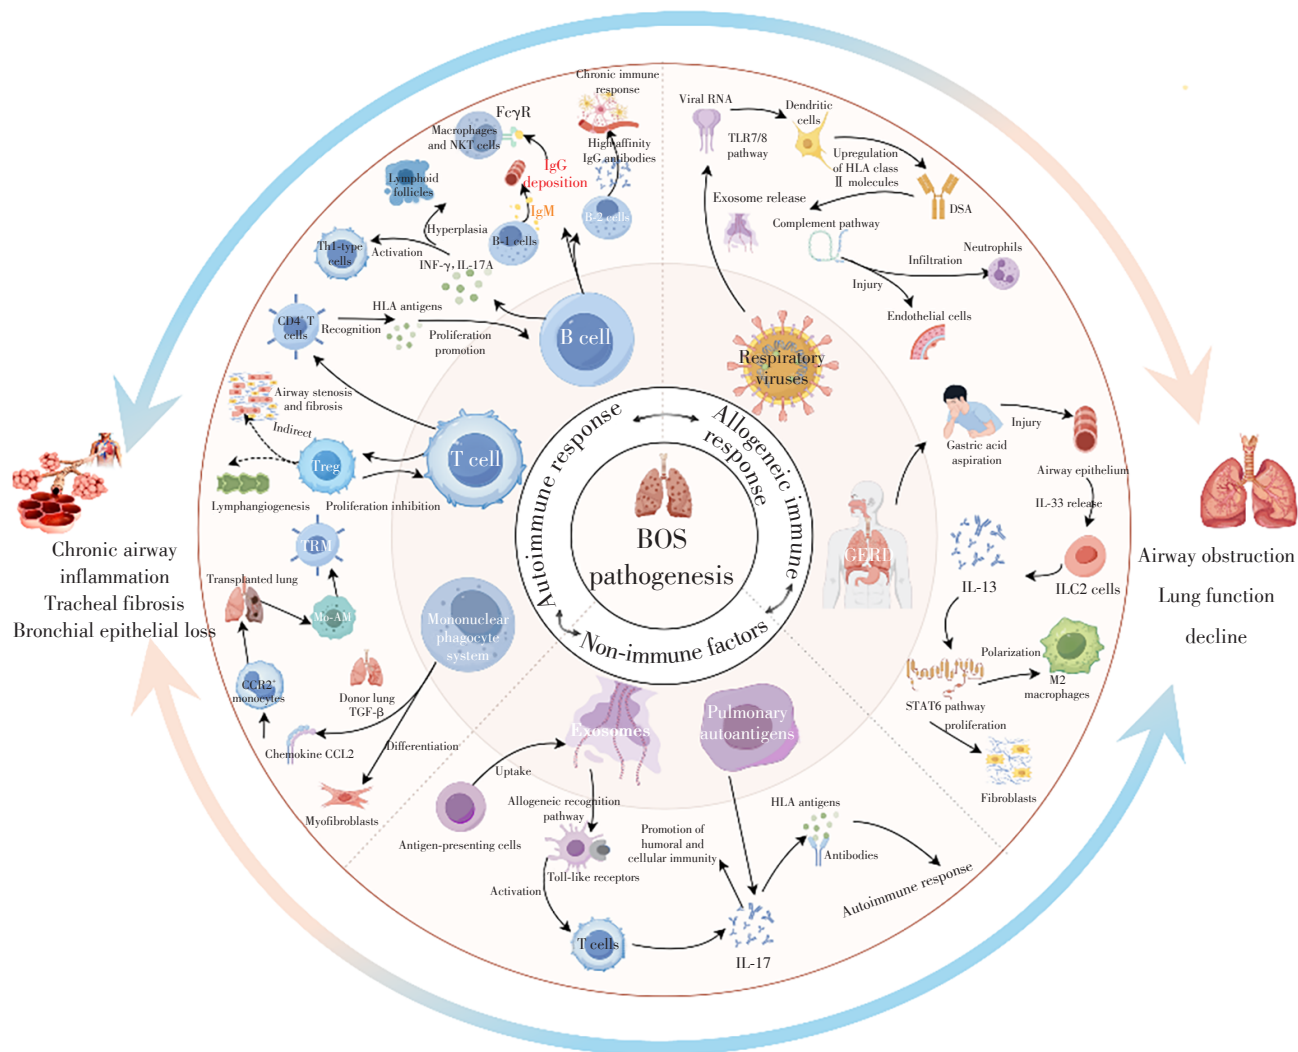 Chronic immune
response
FcγR
Macrophages
and NKT cells
High-affinity
IgG antibodies
IgG
deposition
Lymphoid
follicles
IgM
B-2 cells
Hyperplasia
B-1 cells
Th1-type
cells
Activation
INF-γ, IL-17A
HLA antigens
CD4⁺ T
cells
Recognition
Proliferation
promotion
B cell
Airway stenosis
and fibrosis
Indirect
Treg
T cell
Lymphangiogenesis
Proliferation inhibition
TRM
Transplanted lung
Mo-AM
Mononuclear
phagocyte
system
CCR2⁺
monocytes
Donor lung
TGF-β
Chemokine CCL2
Differentiation
Myofibroblasts
Viral RNA
Dendritic
cells
TLR7/8
pathway
Upregulation
of HLA class
Ⅱ molecules
DSA
Exosome release
Complement pathway
Neutrophils
Infiltration
Injury
Endothelial cells
Respiratory
viruses
Gastric acid
aspiration
Injury
Airway epithelium
IL-33 release
GERD
IL-13
ILC2 cells
Polarization
M2
macrophages
STAT6 pathway
proliferation
Fibroblasts
Autoimmune response
Allogeneic immune
response
Non-immune factors
BOS
pathogenesis
Exosomes
Pulmonary
autoantigens
Uptake
Antigen-presenting cells
Allogeneic recognition
pathway
Toll-like receptors
Activation
T cells
Promotion of
humoral and
cellular immunity
IL-17
HLA antigens
Antibodies
Autoimmune response
Chronic airway
inflammation
Tracheal fibrosis
Bronchial epithelial loss
Airway obstruction
Lung function
decline